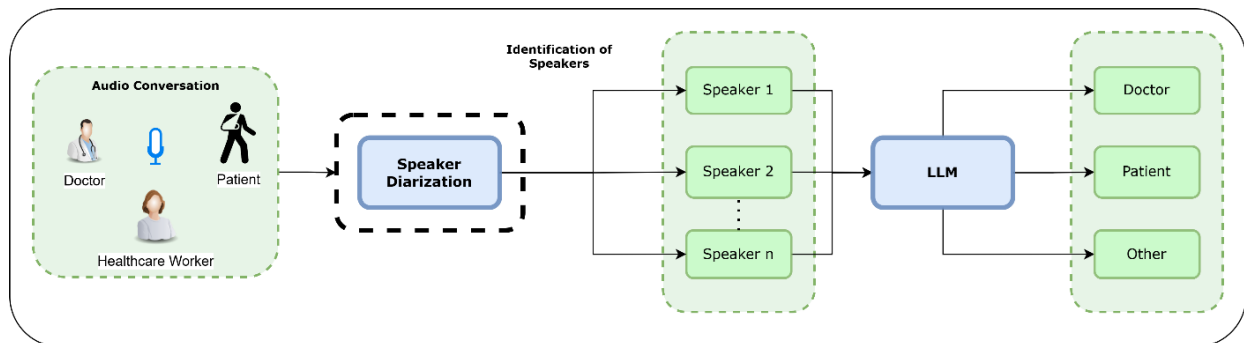 Audio Conversation
Doctor
Patient
Healthcare Worker
Speaker
Diarization
Identification of
Speakers
Speaker 1
Speaker 2
Speaker n
LLM
Doctor
Patient
Other